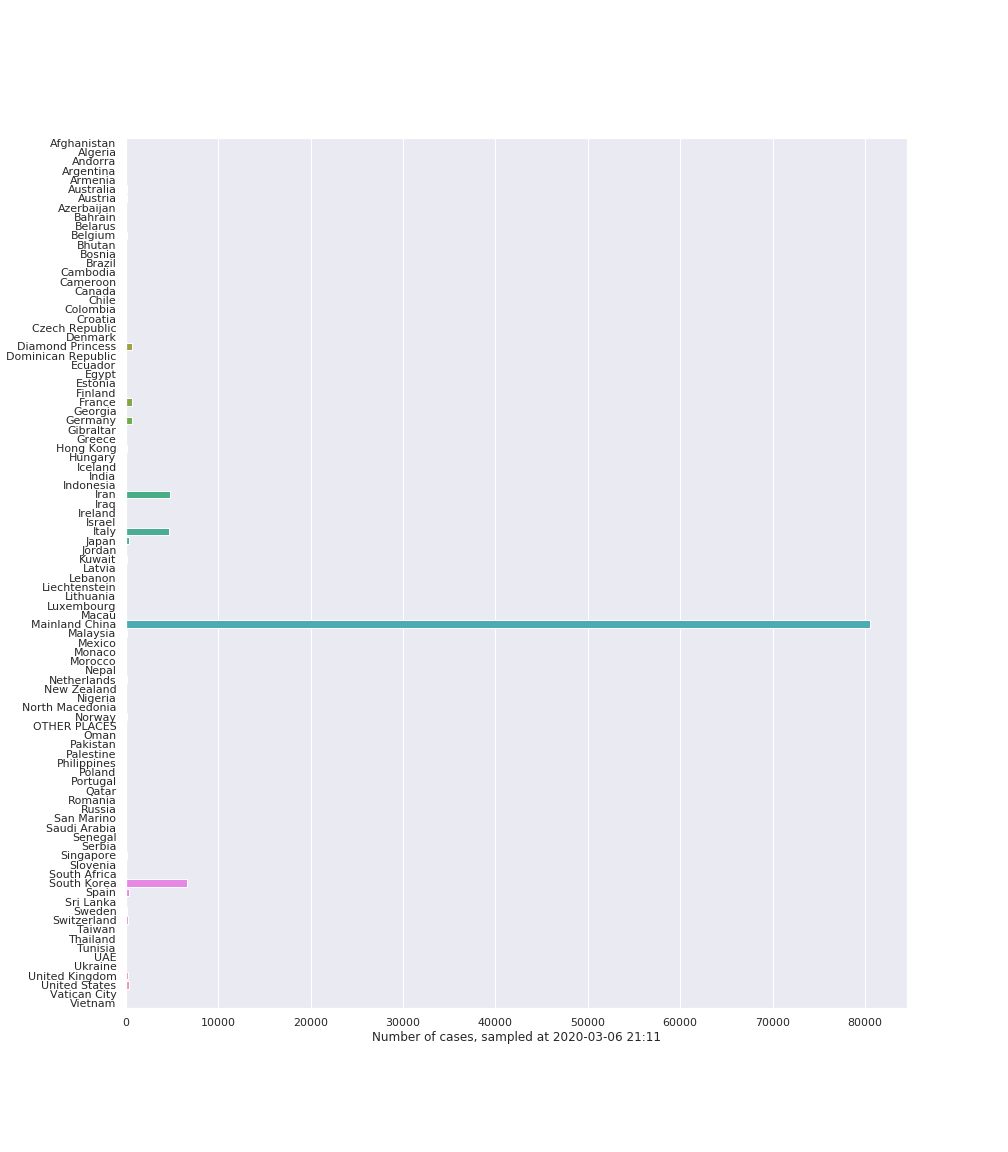 Afghanistan
Algeria
Andorra
Argentina
Armenia
Australia
Austria
Azerbaijan
Bahrain
Belarus
Belgium
Bhutan
Bosnia
Brazil
Cambodia
Cameroon
Canada
Chile
Colombia
Croatia
Czech Republic
Denmark
Diamond Princess
Dominican Republic
Ecuador
Egypt
Estonia
Finland
France
Georgia
Germany
Gibraltar
Greece
Hong Kong
Hungary
Iceland
India
Indonesia
Iran
Iraq
Ireland
Israel
Italy
Japan
Jordan
Kuwait
Latvia
Lebanon
Liechtenstein
Lithuania
Luxembourg
Macau
Mainland China
Malaysia
Mexico
Monaco
Morocco
Nepal
Netherlands
New Zealand
Nigeria
North Macedonia
Norway
OTHER PLACES
Oman
Pakistan
Palestine
Philippines
Poland
Portugal
Qatar
Romania
Russia
San Marino
Saudi Arabia
Senegal
Serbia
Singapore
Slovenia
South Africa
South Korea
Spain
Sri Lanka
Sweden
Switzerland
Taiwan
Thailand
Tunisia
UAE
Ukraine
United Kingdom
United States
Vatican City
Vietnam
0 10000 20000 30000 40000 50000 60000 70000 80000
Number of cases, sampled at 2020-03-06 21:11